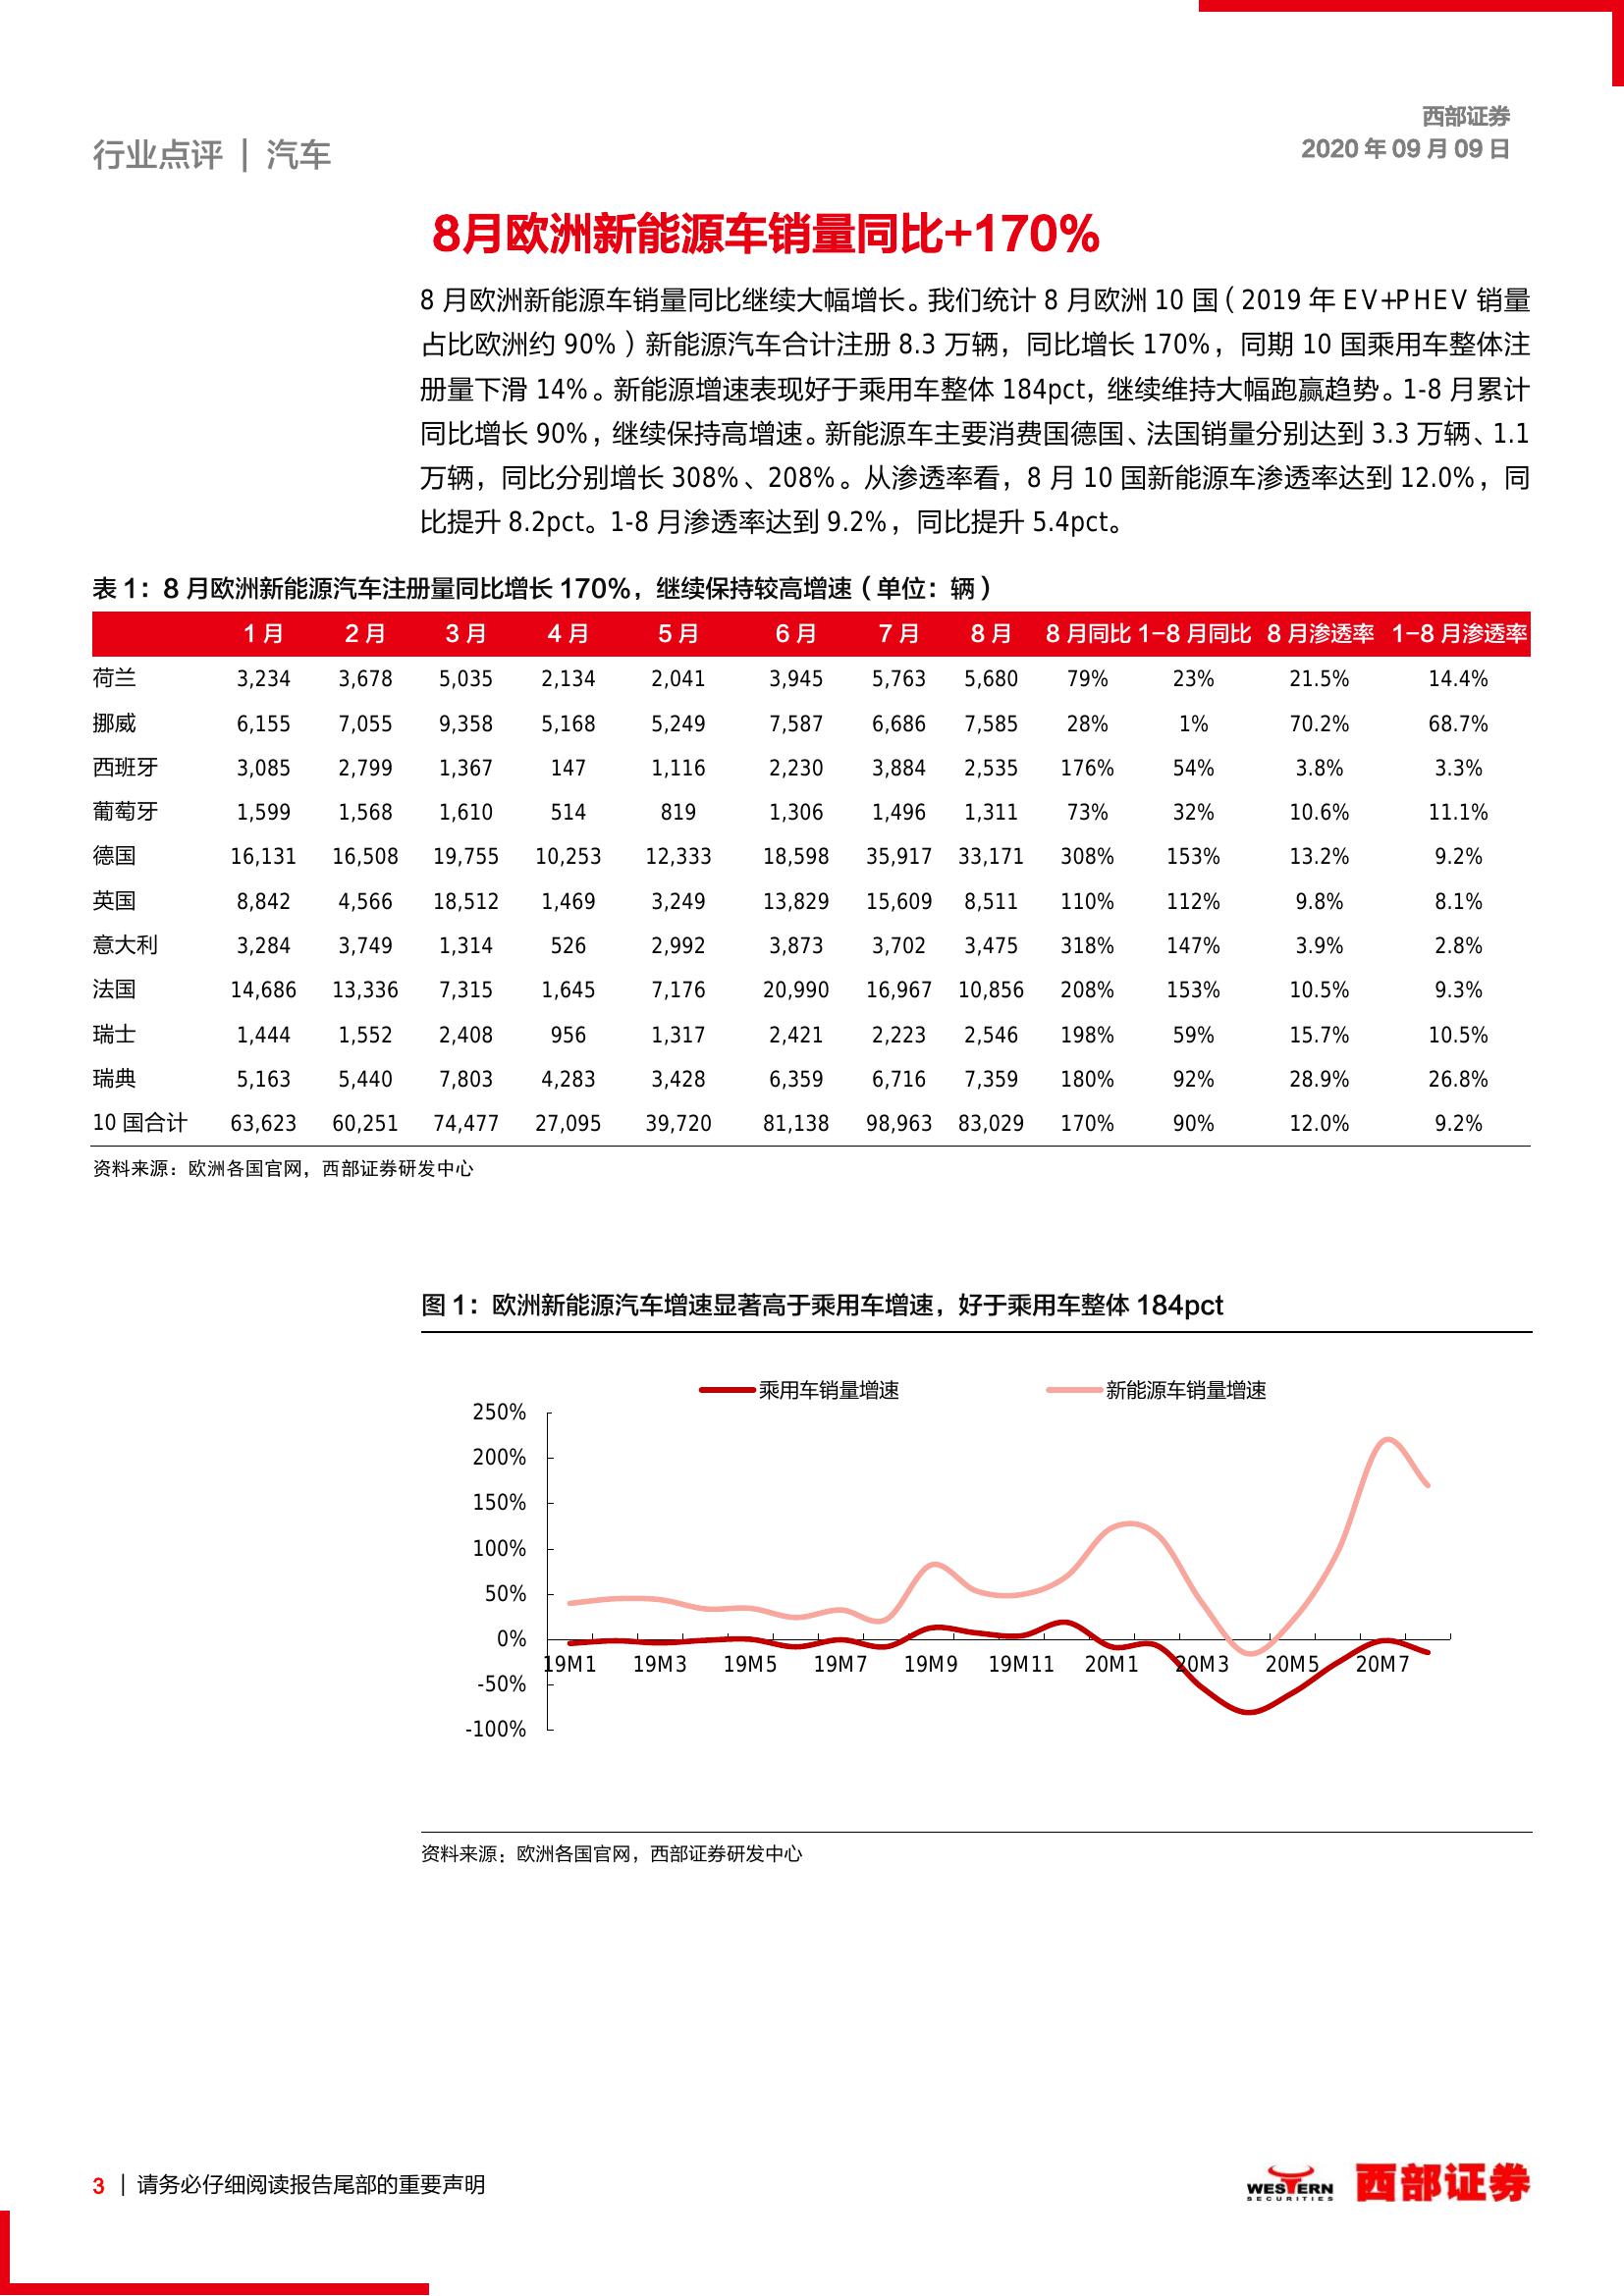 西部证券
2020 年 09 月 09 日
行业点评 | 汽车
8月欧洲新能源车销量同比+170%
8 月欧洲新能源车销量同比继续大幅增长。我们统计 8 月欧洲 10 国（2019 年 EV+PHEV 销量
占比欧洲约 90%）新能源汽车合计注册 8.3 万辆，同比增长 170%，同期 10 国乘用车整体注
册量下滑 14%。新能源增速表现好于乘用车整体 184pct，继续维持大幅跑赢趋势。1-8 月累计
同比增长 90%，继续保持高增速。新能源车主要消费国德国、法国销量分别达到 3.3 万辆、1.1
万辆，同比分别增长 308%、208%。从渗透率看，8 月 10 国新能源车渗透率达到 12.0%，同
比提升 8.2pct。1-8 月渗透率达到 9.2%，同比提升 5.4pct。
表 1：8 月欧洲新能源汽车注册量同比增长 170%，继续保持较高增速（单位：辆）
1 月 2 月 3 月 4 月 5 月 6 月 7 月 8 月 8 月同比 1-8 月同比 8 月渗透率 1-8 月渗透率
荷兰 3,234 3,678 5,035 2,134 2,041 3,945 5,763 5,680 79% 23% 21.5% 14.4%
挪威 6,155 7,055 9,358 5,168 5,249 7,587 6,686 7,585 28% 1% 70.2% 68.7%
西班牙 3,085 2,799 1,367 147 1,116 2,230 3,884 2,535 176% 54% 3.8% 3.3%
葡萄牙 1,599 1,568 1,610 514 819 1,306 1,496 1,311 73% 32% 10.6% 11.1%
德国 16,131 16,508 19,755 10,253 12,333 18,598 35,917 33,171 308% 153% 13.2% 9.2%
英国 8,842 4,566 18,512 1,469 3,249 13,829 15,609 8,511 110% 112% 9.8% 8.1%
意大利 3,284 3,749 1,314 526 2,992 3,873 3,702 3,475 318% 147% 3.9% 2.8%
法国 14,686 13,336 7,315 1,645 7,176 20,990 16,967 10,856 208% 153% 10.5% 9.3%
瑞士 1,444 1,552 2,408 956 1,317 2,421 2,223 2,546 198% 59% 15.7% 10.5%
瑞典 5,163 5,440 7,803 4,283 3,428 6,359 6,716 7,359 180% 92% 28.9% 26.8%
10 国合计 63,623 60,251 74,477 27,095 39,720 81,138 98,963 83,029 170% 90% 12.0% 9.2%
资料来源：欧洲各国官网，西部证券研发中心
图 1：欧洲新能源汽车增速显著高于乘用车增速，好于乘用车整体 184pct
乘用车销量增速 新能源车销量增速
250%
200%
150%
100%
50%
0%
19M1 19M3 19M5 19M7 19M9 19M11 20M1 20M3 20M5 20M7
-50%
-100%
资料来源：欧洲各国官网，西部证券研发中心
3 | 请务必仔细阅读报告尾部的重要声明
WESTERN
SECURITIES
西部证券